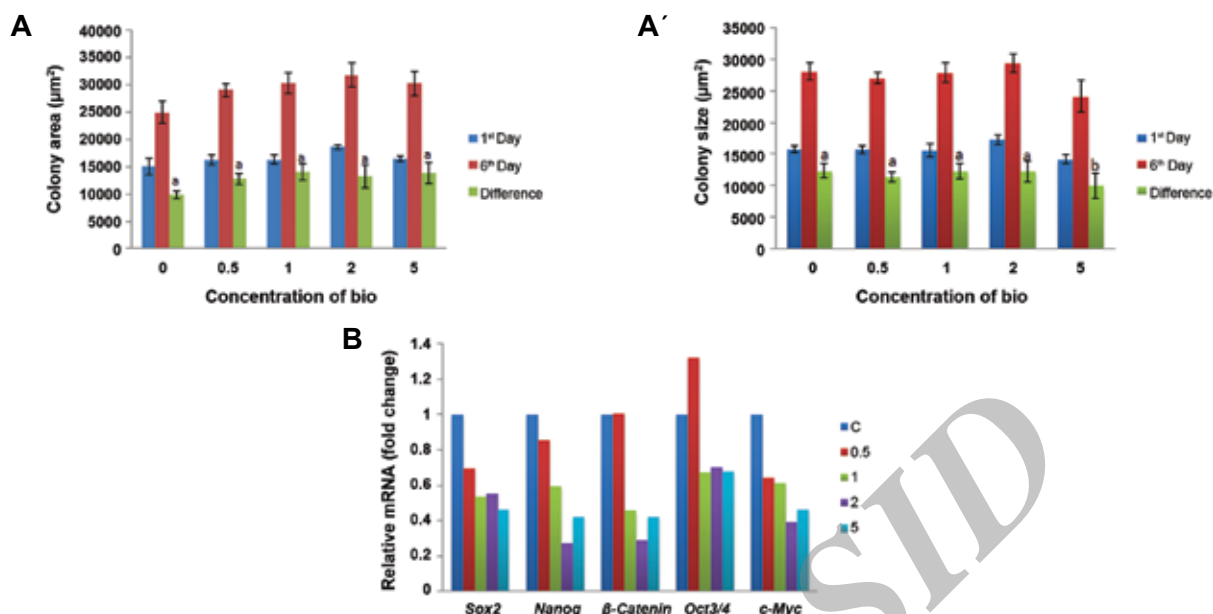 A
Colony area (µm²)
40000
35000
30000
25000
20000
15000
10000
5000
0
a
a
a
a
a
0 0.5 1 2 5
Concentration of bio
1st Day
6th Day
Difference
A´
Colony size (µm²)
35000
30000
25000
20000
15000
10000
5000
0
a
a
a
a
b
0 0.5 1 2 5
Concentration of bio
1st Day
6th Day
Difference
B
Relative mRNA (fold change)
1.4
1.2
1
0.8
0.6
0.4
0.2
0
Sox2 Nanog β-Catenin Oct3/4 c-Myc
C
0.5
1
2
5
SID